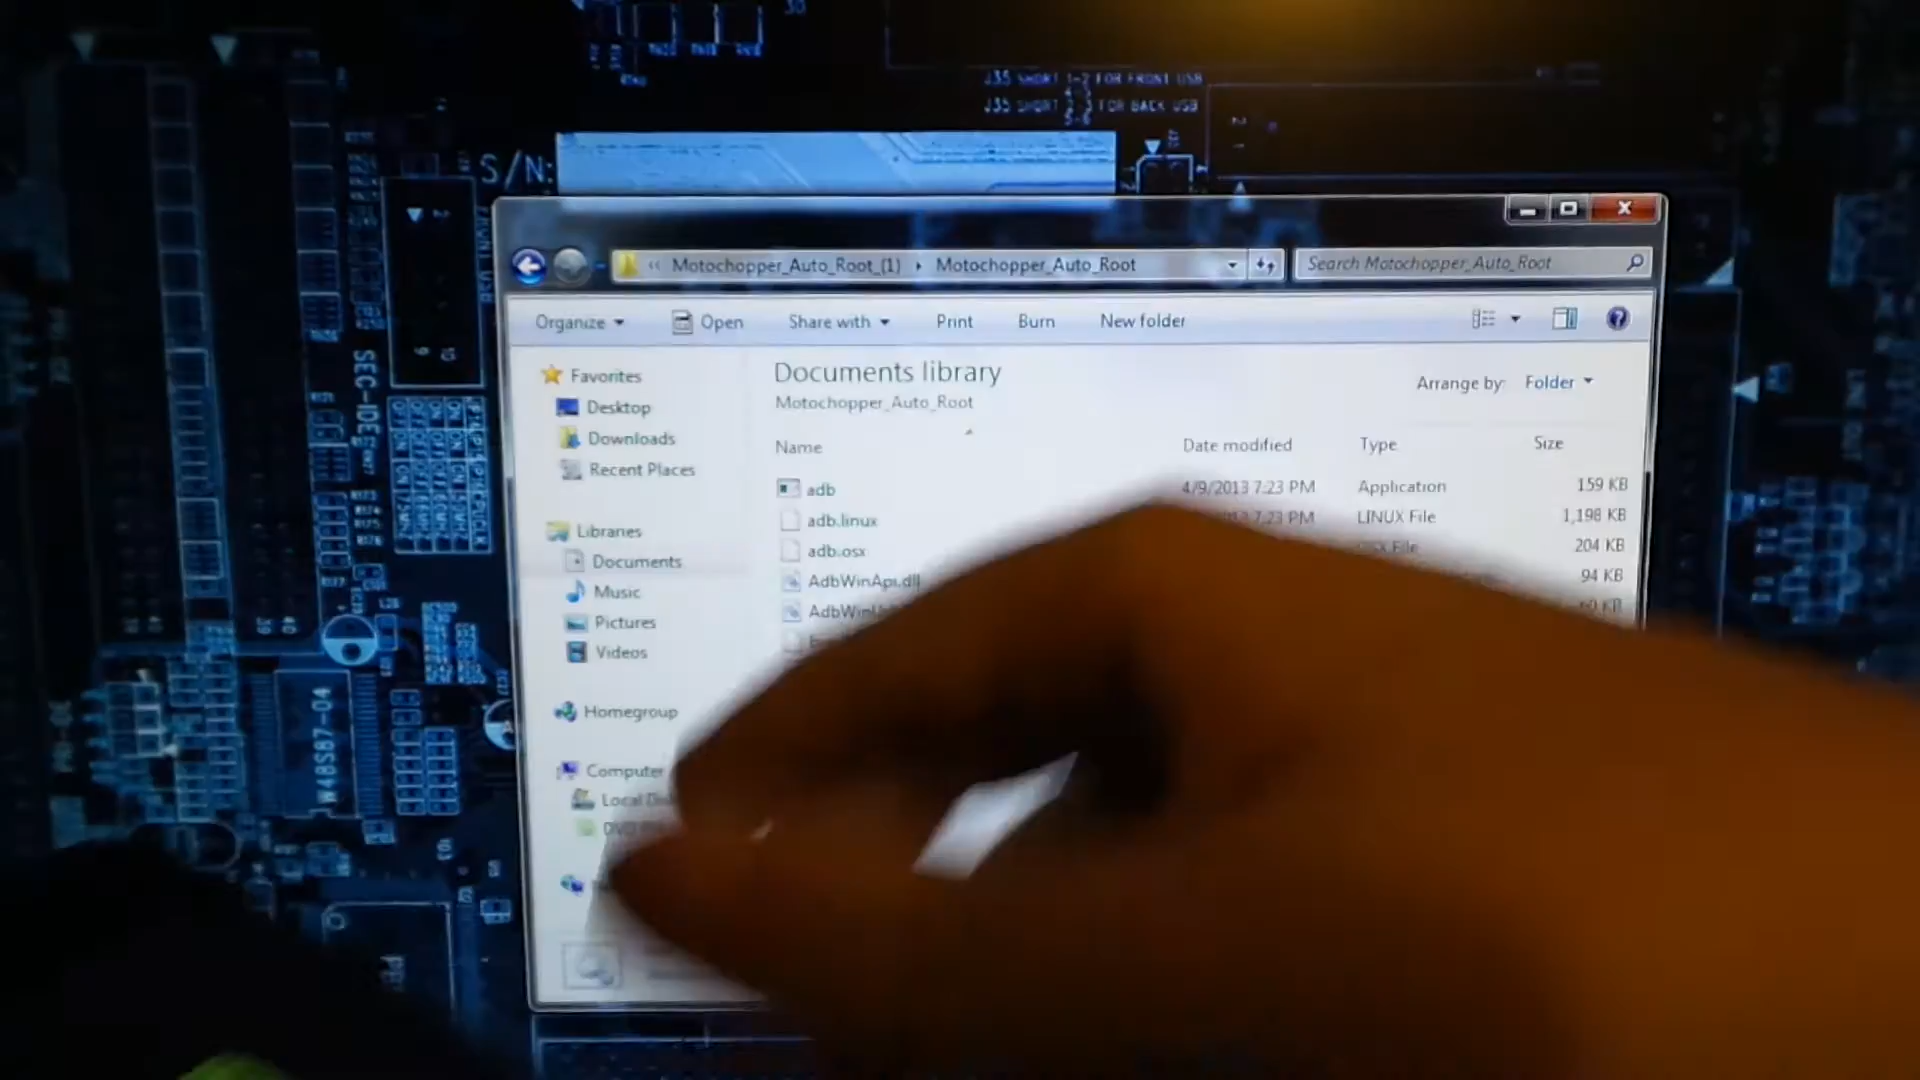 J35 SHORT 1-2 FOR FRONT USB
J35 SHORT 2-3 FOR BACK USB
S/N:
SEC-IDE
W48S87-04
Motochopper_Auto_Root_(1)
Motochopper_Auto_Root
Search Motochopper_Auto_Root
Organize
Open
Share with
Print
Burn
New folder
Favorites
Desktop
Downloads
Recent Places
Libraries
Documents
Music
Pictures
Videos
Homegroup
Computer
Documents library
Motochopper_Auto_Root
Arrange by: Folder
Name Date modified Type Size
adb 4/9/2013 7:23 PM Application 159 KB
adb.linux 7:23 PM LINUX File 1,198 KB
adb.osx File 204 KB
AdbWinApi.dll 94 KB